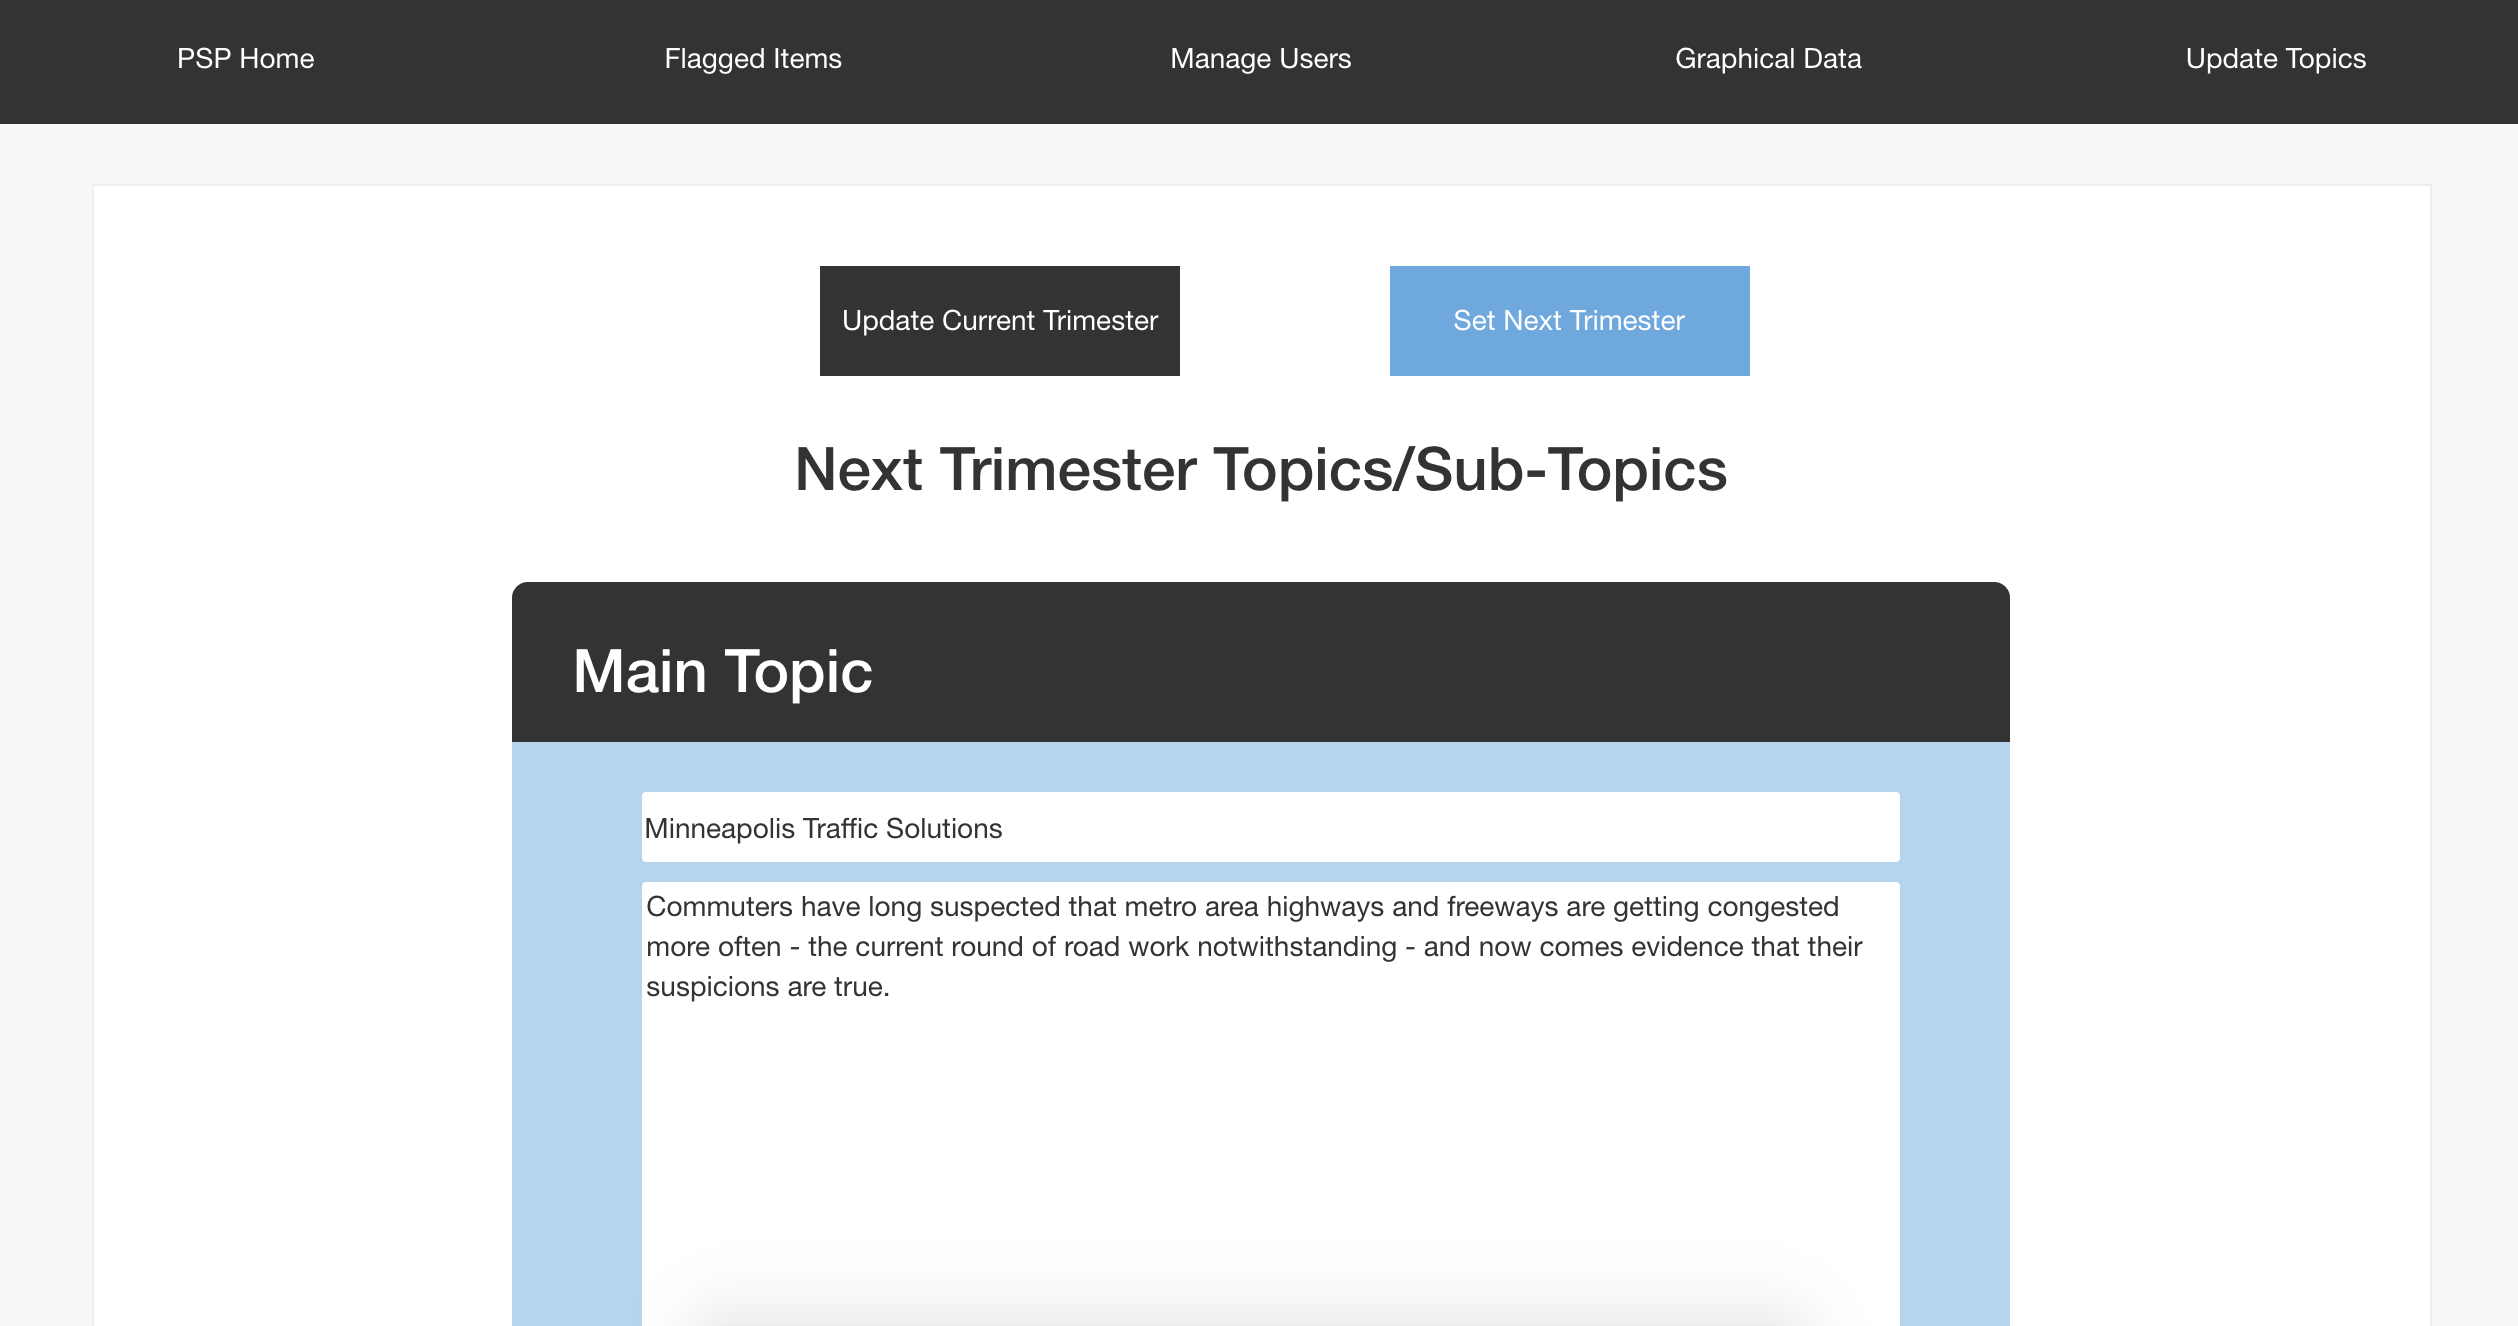 PSP Home Flagged Items Manage Users Graphical Data Update Topics
Update Current Trimester Set Next Trimester
Next Trimester Topics/Sub-Topics
Main Topic
Minneapolis Traffic Solutions
Commuters have long suspected that metro area highways and freeways are getting congested
more often - the current round of road work notwithstanding - and now comes evidence that their
suspicions are true.